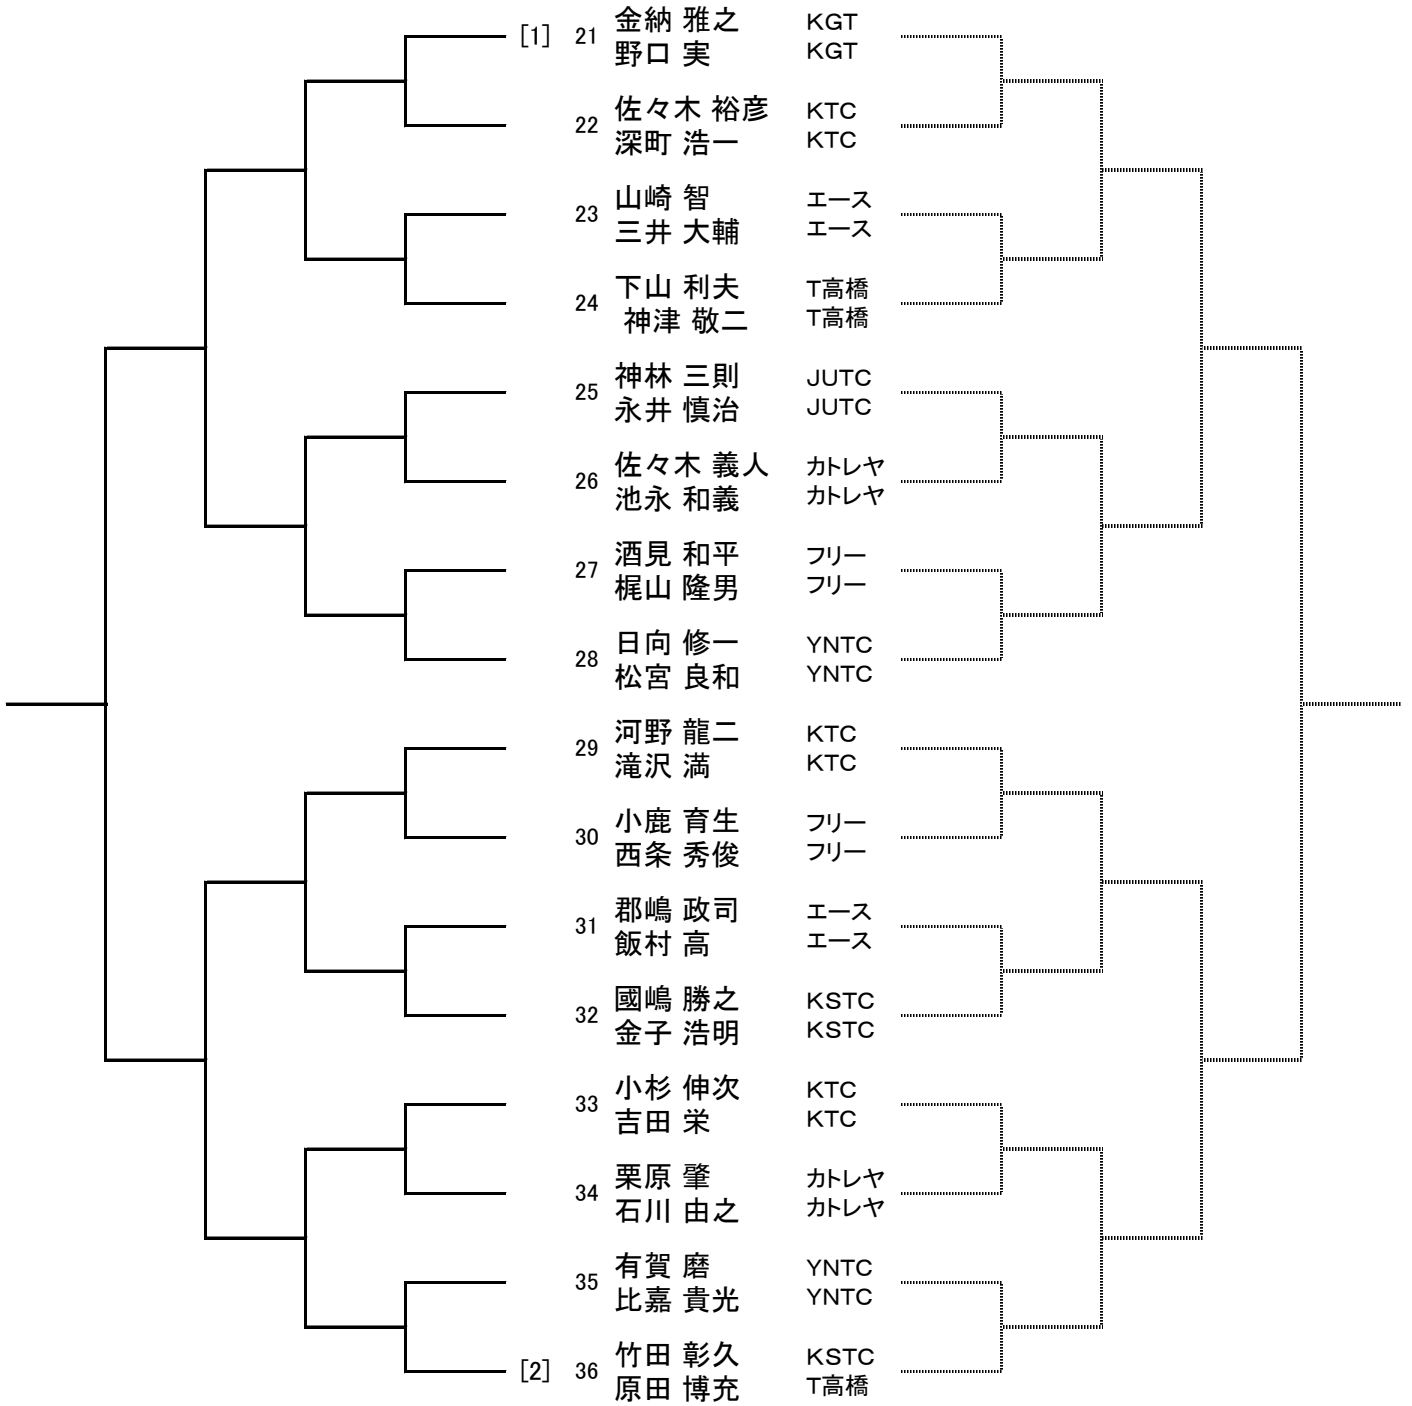 [1] 21 金納 雅之 KGT
野口 実 KGT
22 佐々木 裕彦 KTC
深町 浩一 KTC
23 山崎 智 エース
三井 大輔 エース
24 下山 利夫 T高橋
神津 敬二 T高橋
25 神林 三則 JUTC
永井 慎治 JUTC
26 佐々木 義人 カトレヤ
池永 和義 カトレヤ
27 酒見 和平 フリー
梶山 隆男 フリー
28 日向 修一 YNTC
松宮 良和 YNTC
29 河野 龍二 KTC
滝沢 満 KTC
30 小鹿 育生 フリー
西条 秀俊 フリー
31 郡嶋 政司 エース
飯村 高 エース
32 國嶋 勝之 KSTC
金子 浩明 KSTC
33 小杉 伸次 KTC
吉田 栄 KTC
34 栗原 肇 カトレヤ
石川 由之 カトレヤ
35 有賀 磨 YNTC
比嘉 貴光 YNTC
[2] 36 竹田 彰久 KSTC
原田 博充 T高橋